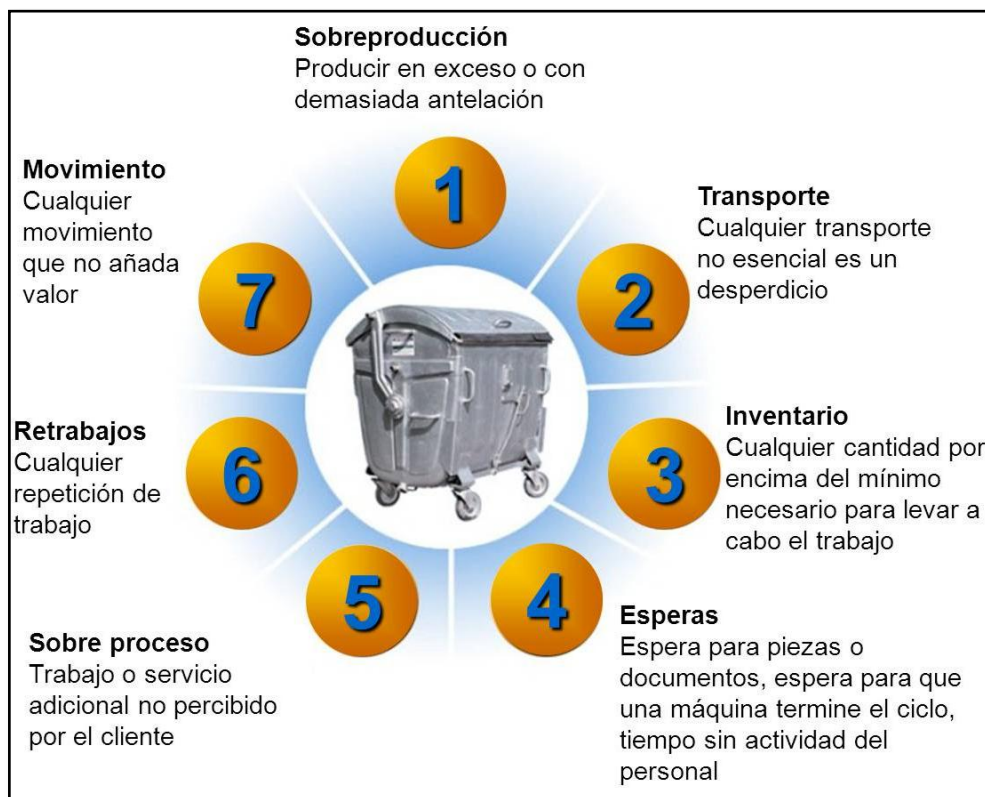 Sobreproducción
Producir en exceso o con
demasiada antelación
1
Transporte
Cualquier transporte
no esencial es un
desperdicio
2
Inventario
Cualquier cantidad por
encima del mínimo
necesario para levar a
cabo el trabajo
3
Esperas
Espera para piezas o
documentos, espera para que
una máquina termine el ciclo,
tiempo sin actividad del
personal
4
Sobre proceso
Trabajo o servicio
adicional no percibido
por el cliente
5
Retrabajos
Cualquier
repetición de
trabajo
6
Movimiento
Cualquier
movimiento
que no añada
valor
7